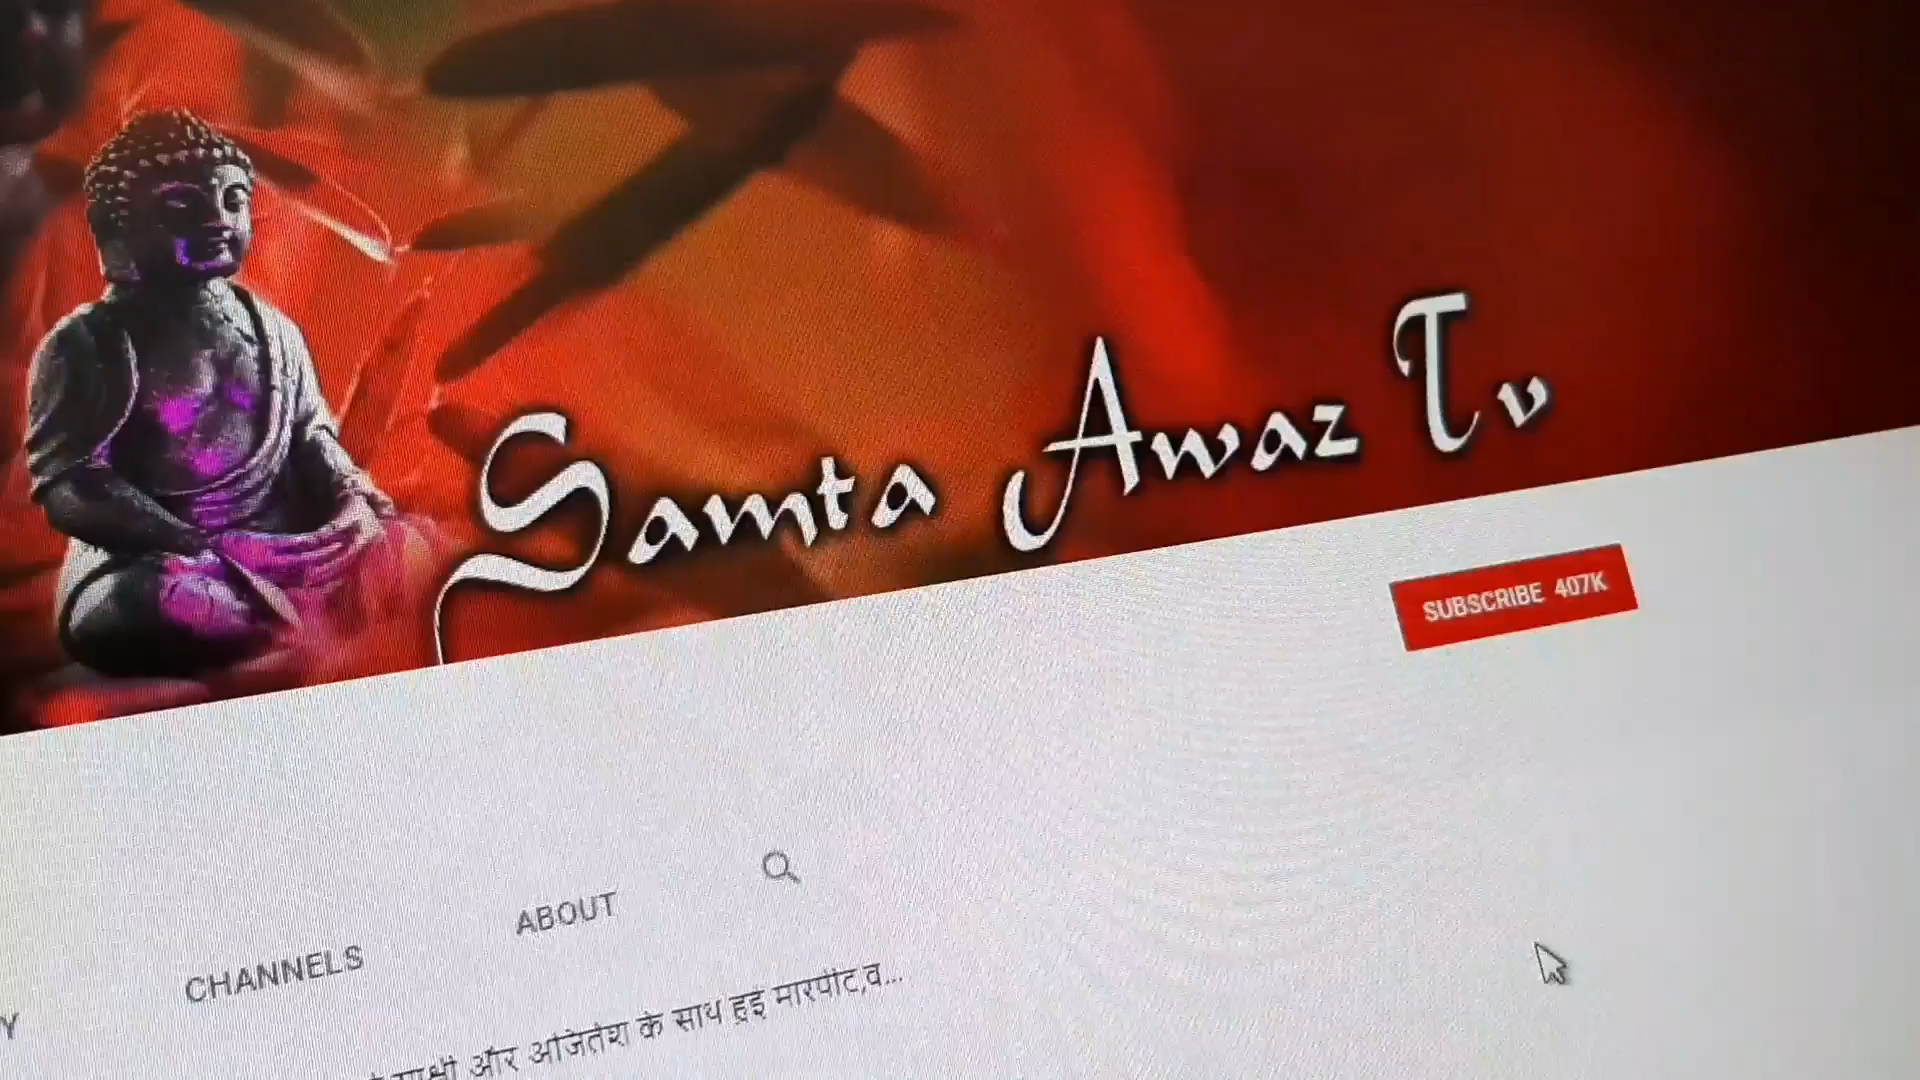 Samta Awaz Tv
SUBSCRIBE 407K
CHANNELS
ABOUT
और अजितेश के साथ हुई मारपीट,व...